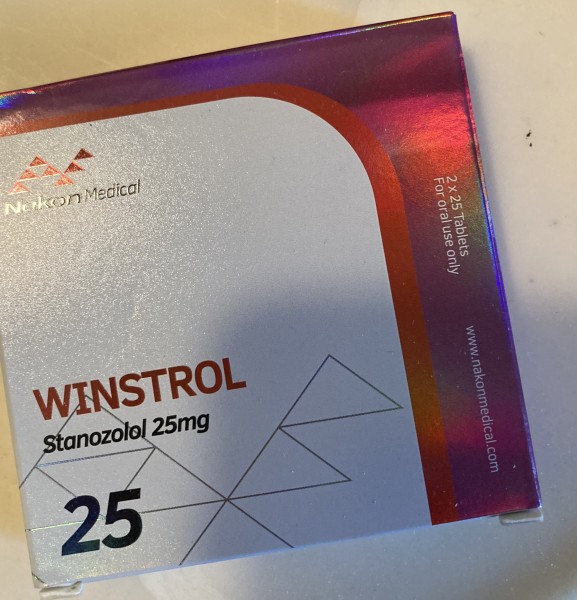 Nakon Medical
2 x 25 Tablets
For oral use only
www.nakonmedical.com
WINSTROL
Stanozolol 25mg
25